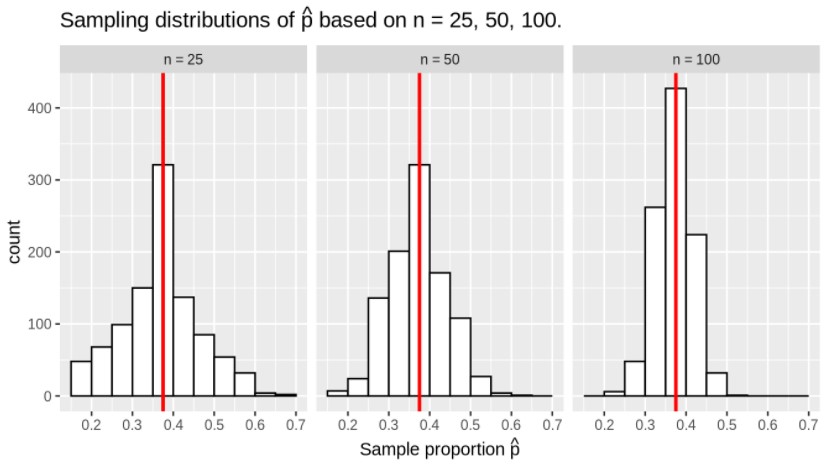 Sampling distributions of p̂ based on n = 25, 50, 100.
n = 25 n = 50 n = 100
400
300
200
100
0
count
0.2 0.3 0.4 0.5 0.6 0.7 0.2 0.3 0.4 0.5 0.6 0.7 0.2 0.3 0.4 0.5 0.6 0.7
Sample proportion p̂